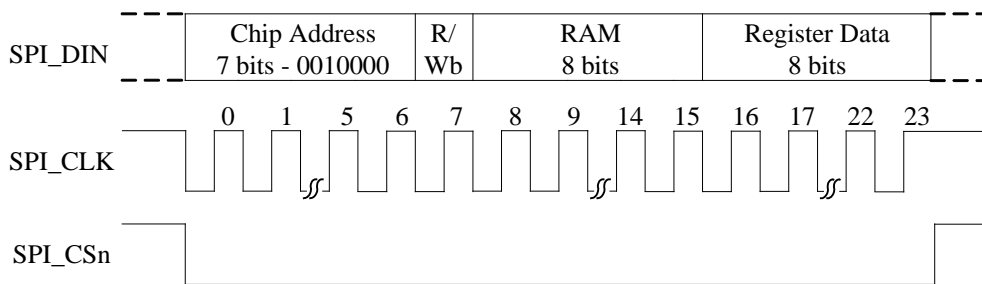 SPI_DIN
Chip Address
7 bits - 0010000
R/
Wb
RAM
8 bits
Register Data
8 bits
SPI_CLK
0 1 5 6 7 8 9 14 15 16 17 22 23
SPI_CSn